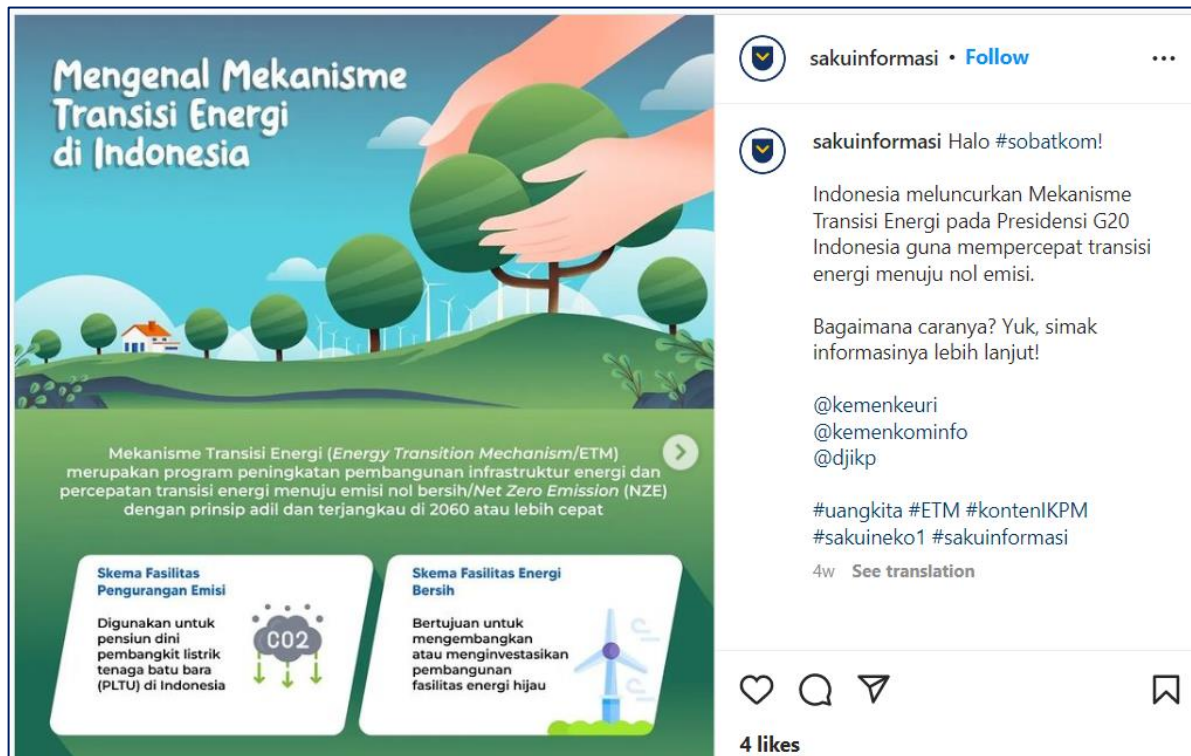 Mengenal Mekanisme
Transisi Energi
di Indonesia
Mekanisme Transisi Energi (Energy Transition Mechanism/ETM)
merupakan program peningkatan pembangunan infrastruktur energi dan
percepatan transisi energi menuju emisi nol bersih/Net Zero Emission (NZE)
dengan prinsip adil dan terjangkau di 2060 atau lebih cepat
Skema Fasilitas
Pengurangan Emisi
Digunakan untuk
pensiun dini
pembangkit listrik
tenaga batu bara
(PLTU) di Indonesia
CO2
Skema Fasilitas Energi
Bersih
Bertujuan untuk
mengembangkan
atau menginvestasikan
pembangunan
fasilitas energi hijau
sakuinformasi • Follow
sakuinformasi Halo #sobatkom!
Indonesia meluncurkan Mekanisme
Transisi Energi pada Presidensi G20
Indonesia guna mempercepat transisi
energi menuju nol emisi.
Bagaimana caranya? Yuk, simak
informasinya lebih lanjut!
@kemenkeuri
@kemenkominfo
@djikp
#uangkita #ETM #kontenIKPM
#sakuineko1 #sakuinformasi
4w See translation
4 likes